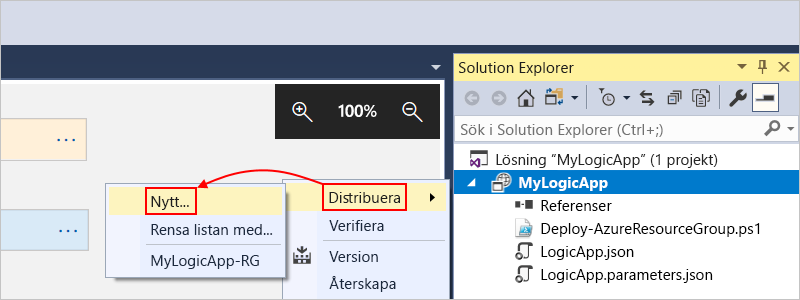 Solution Explorer
100%
Sök i Solution Explorer (Ctrl+;)
Lösning "MyLogicApp" (1 projekt)
MyLogicApp
Referenser
Deploy-AzureResourceGroup.ps1
LogicApp.json
LogicApp.parameters.json
Distribuera
Verifiera
Version
Återskapa
Nytt...
Rensa listan med...
MyLogicApp-RG